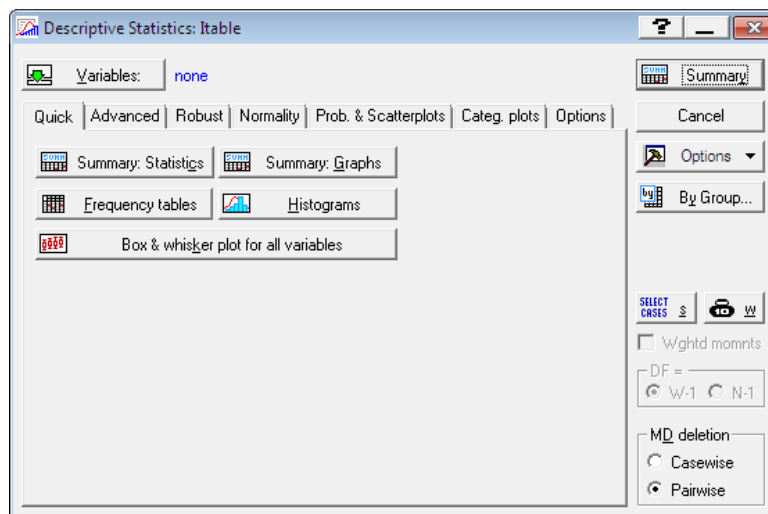 Descriptive Statistics: Itable
Variables: none
Summary
Quick Advanced Robust Normality Prob. & Scatterplots Categ. plots Options
Cancel
Summary: Statistics Summary: Graphs
Options
Frequency tables Histograms
By Group...
Box & whisker plot for all variables
SELECT CASES S W
Wghtd momnts
DF =
W-1 N-1
MD deletion
Casewise
Pairwise